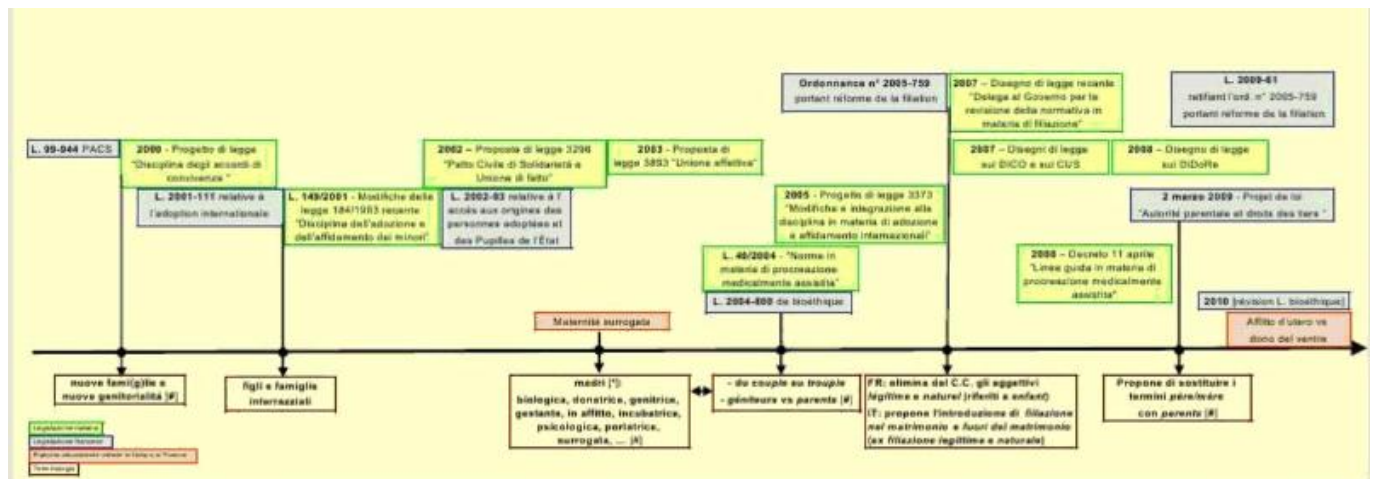 Ordonnance n° 2005-759
portant réforme de la filiation
2007 – Disegno di legge recante
"Delega al Governo per la
revisione della normativa in
materia di filiazione"
L. 2009-61
ratifiant l'ord. n° 2005-759
portant réforme de la filiation
L. 99-944 PACS
2000 - Progetto di legge
"Disciplina degli accordi di
convivenza "
2002 – Proposta di legge 3296
"Patto Civile di Solidarietà e
Unione di fatto"
2003 - Proposta di
legge 3893 "Unione affettiva"
2007 – Disegni di legge
sui DICO e sui CUS
2008 – Disegno di legge
sui DiDoRe
L. 2001-111 relative à
l'adoption internationale
L. 149/2001 - Modifiche della
legge 184/1983 recante
"Disciplina dell'adozione e
dell'affidamento dei minori"
L. 2002-93 relative à l'
accès aux origines des
personnes adoptées et
des Pupilles de l'État
2005 - Progetto di legge 3373
"Modifiche e integrazione alla
disciplina in materia di adozione
e affidamento internazionali"
2 marzo 2009 - Projet de loi
"Autorité parentale et droits des tiers "
L. 40/2004 - "Norme in
materia di procreazione
medicalmente assistita"
L. 2004-800 de bioéthique
2008 – Decreto 11 aprile
"Linee guida in materia di
procreazione medicalmente
assistita"
2010 [révision L. bioéthique]
Maternità surrogata
Affitto d'utero vs
dono del ventre
nuove fami(g)lie e
nuove genitorialità [#]
figli e famiglie
internaziali
madri [*]:
biologica, donatrice, genitrice,
gestante, in affitto, incubatrice,
psicologica, portatrice,
surrogata, ... [#]
- du couple au trouple
- géniteurs vs parents [#]
FR: elimina dal C.C. gli aggettivi
légitime e naturel (riferiti a enfant)
IT: propone l'introduzione di filiazione
nel matrimonio e fuori del matrimonio
(ex filiazione legittima e naturale)
Propone di sostituire i
termini père/mère
con parents [#]
Legislazione italiana
Legislazione francese